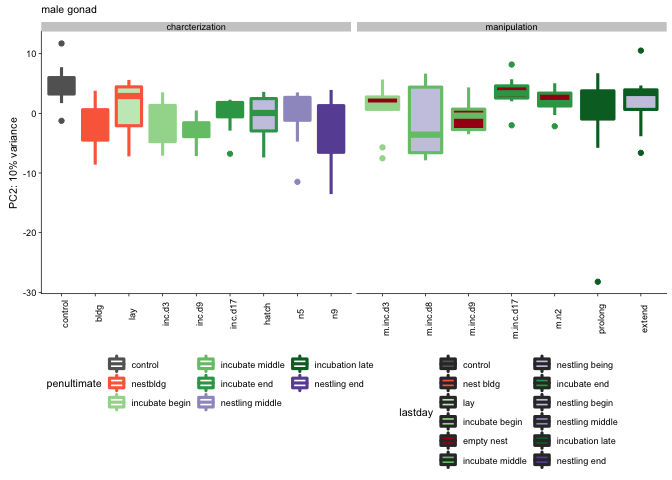 male gonad
charcterization
manipulation
PC2: 10% variance
10
0
-10
-20
-30
control
bldg
lay
inc.d3
inc.d9
inc.d17
hatch
n5
n9
m.inc.d3
m.inc.d8
m.inc.d9
m.inc.d17
m.n2
prolong
extend
penultimate
control
nestbldg
incubate begin
incubate middle
incubate end
nestling middle
incubation late
nestling end
lastday
control
nest bldg
lay
incubate begin
empty nest
incubate middle
nestling being
incubate end
nestling begin
nestling middle
incubation late
nestling end